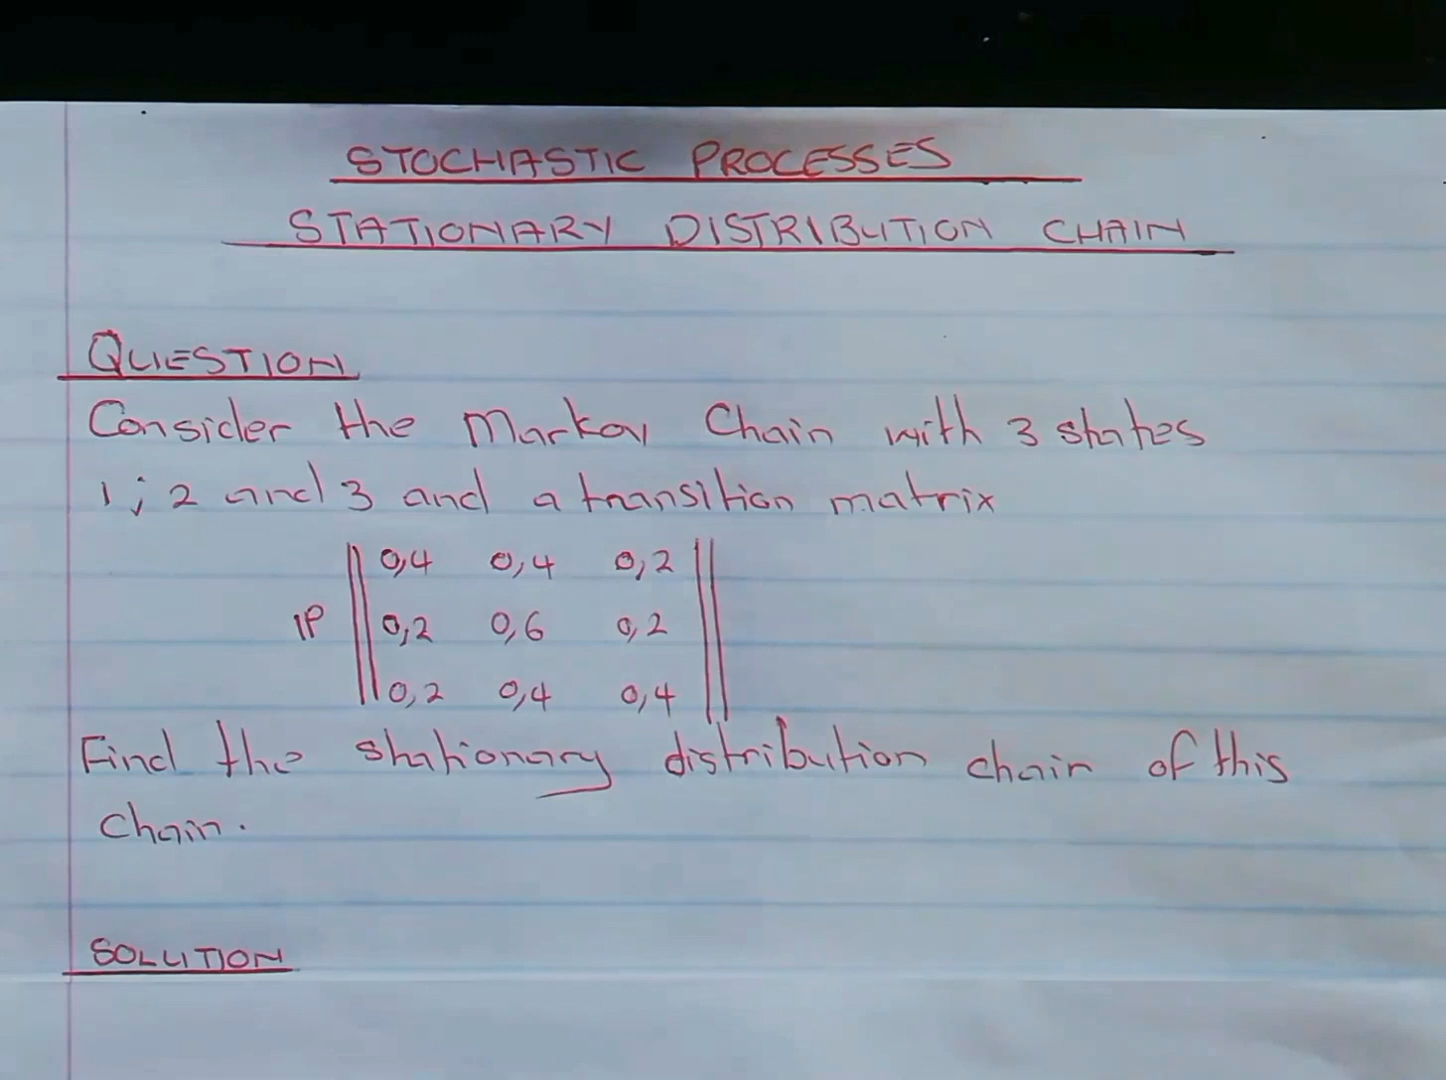 STOCHASTIC PROCESSES
STATIONARY DISTRIBUTION CHAIN
QUESTION
Consider the Markov Chain with 3 states
1; 2 and 3 and a transition matrix
0,4 0,4 0,2
IP 0,2 0,6 0,2
0,2 0,4 0,4
Find the stationary distribution chain of this
Chain.
SOLUTION